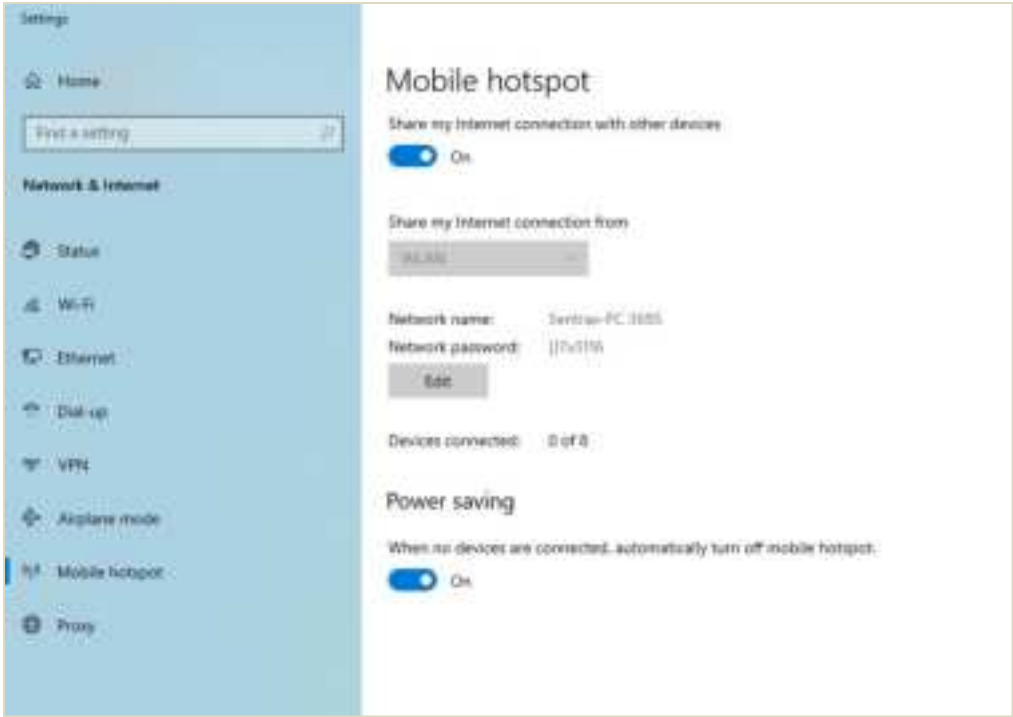 Settings
Home
Find a setting
Network & Internet
Status
Wi-Fi
Ethernet
Dial-up
VPN
Airplane mode
Mobile hotspot
Proxy
Mobile hotspot
Share my Internet connection with other devices
On
Share my Internet connection from
WLAN
Network name:
Network password:
Edit
Devices connected: 0 of 8
Power saving
When no devices are connected, automatically turn off mobile hotspot.
On